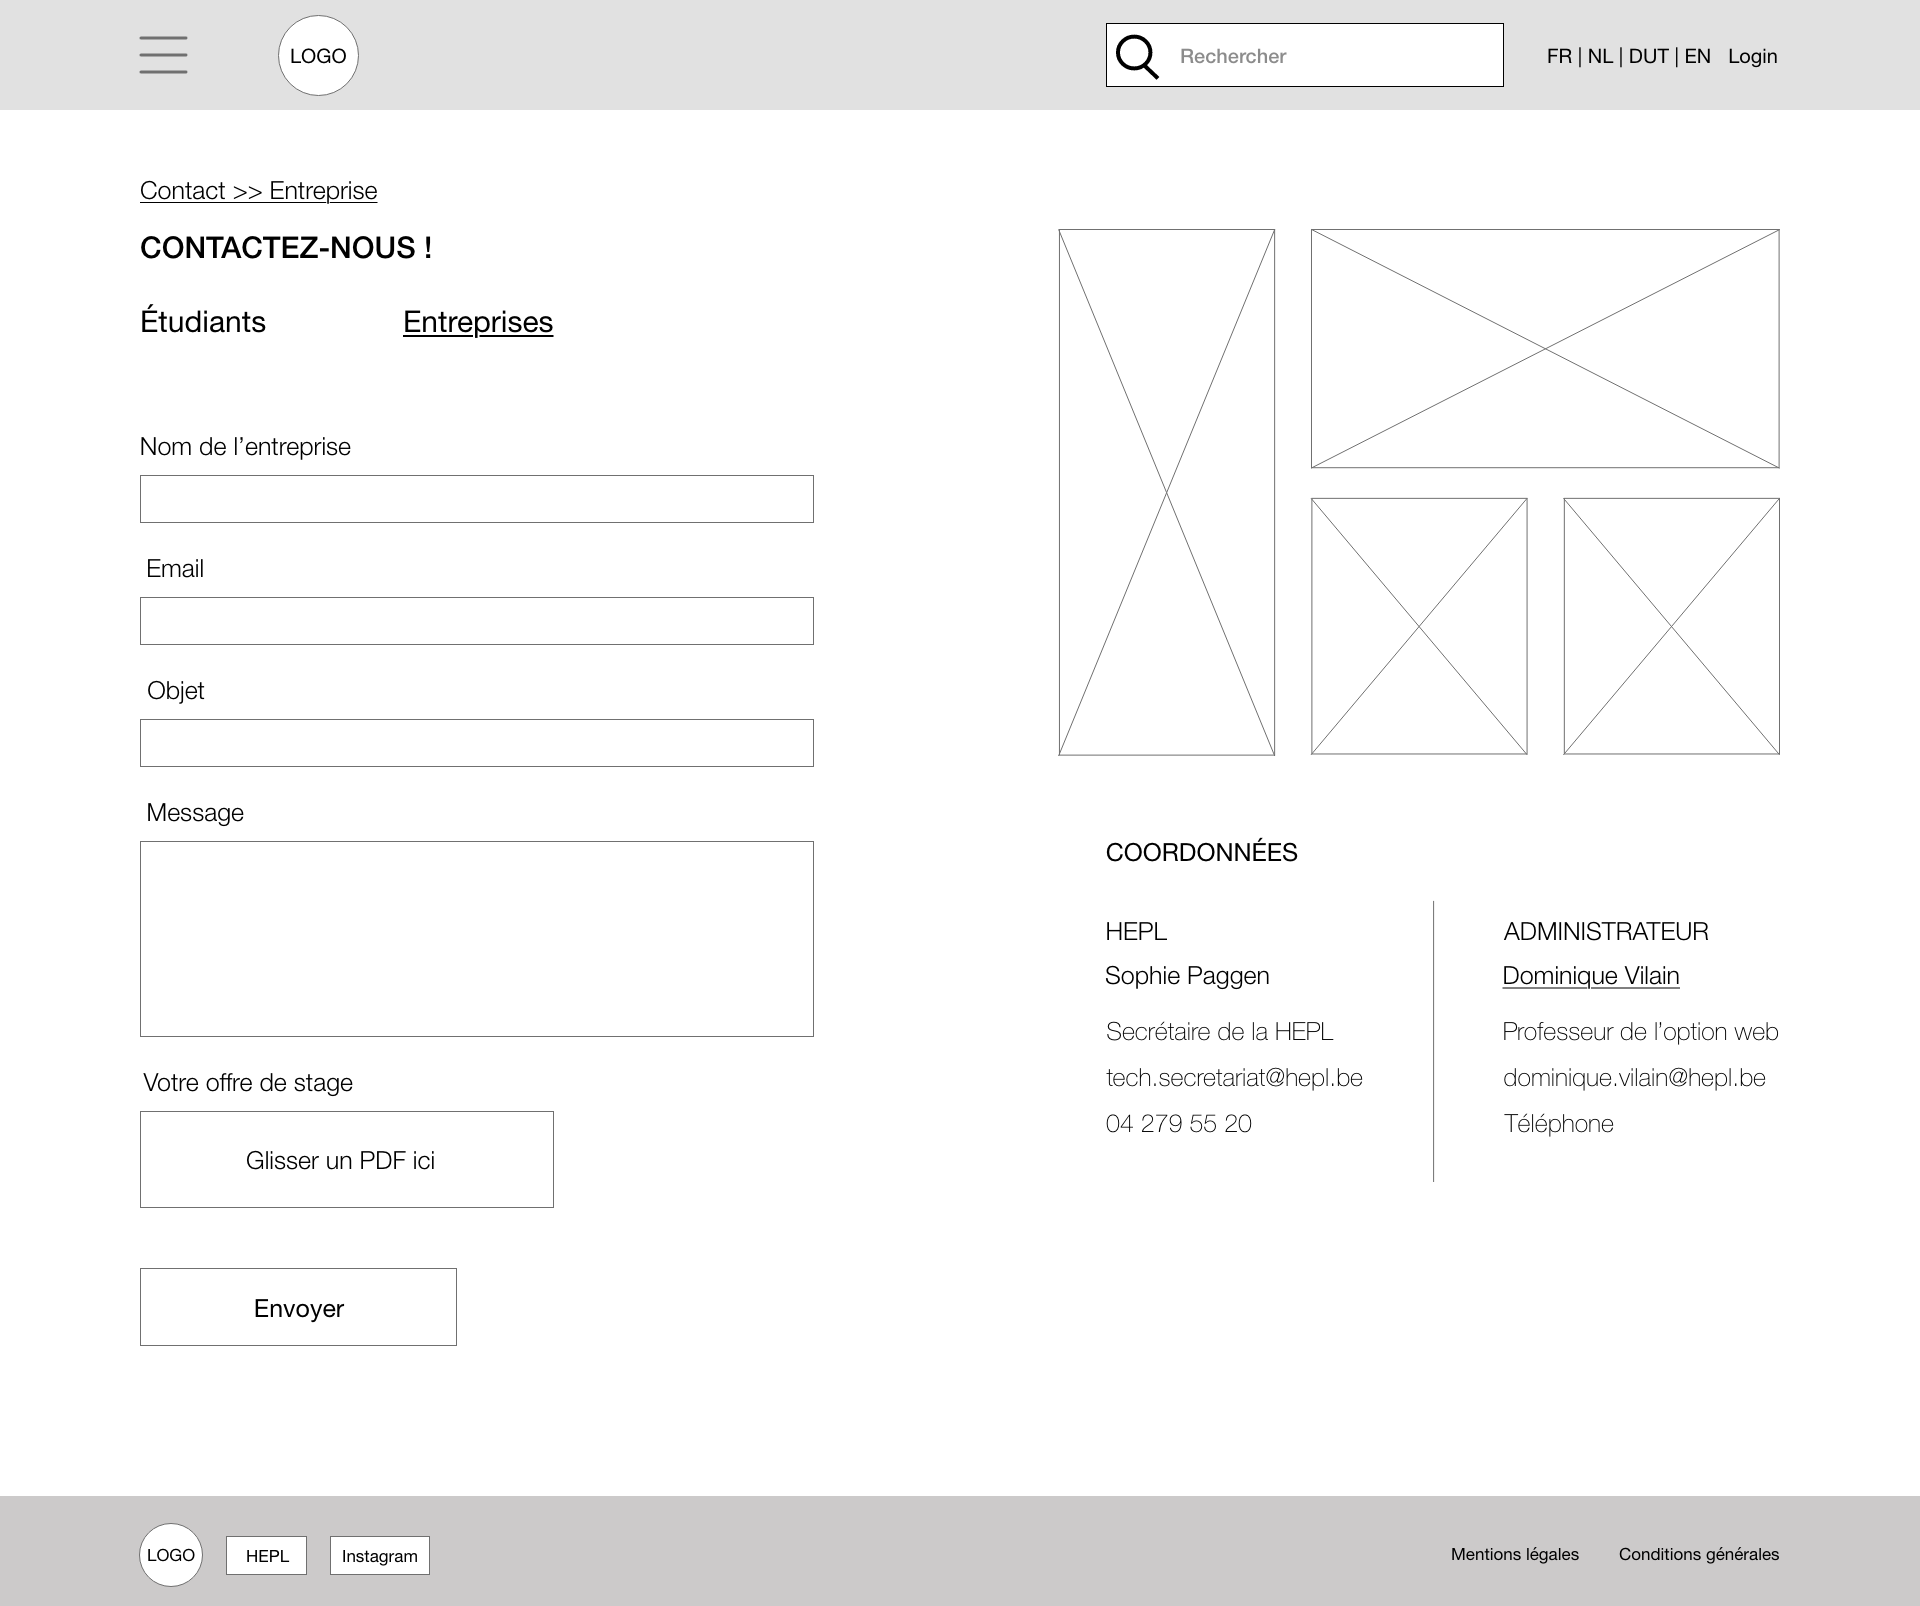 LOGO
Rechercher
FR | NL | DUT | EN Login
Contact >> Entreprise
CONTACTEZ-NOUS !
Étudiants
Entreprises
Nom de l’entreprise
Email
Objet
Message
Votre offre de stage
Glisser un PDF ici
Envoyer
COORDONNÉES
HEPL
Sophie Paggen
Secrétaire de la HEPL
tech.secretariat@hepl.be
04 279 55 20
ADMINISTRATEUR
Dominique Vilain
Professeur de l’option web
dominique.vilain@hepl.be
Téléphone
LOGO
HEPL
Instagram
Mentions légales
Conditions générales